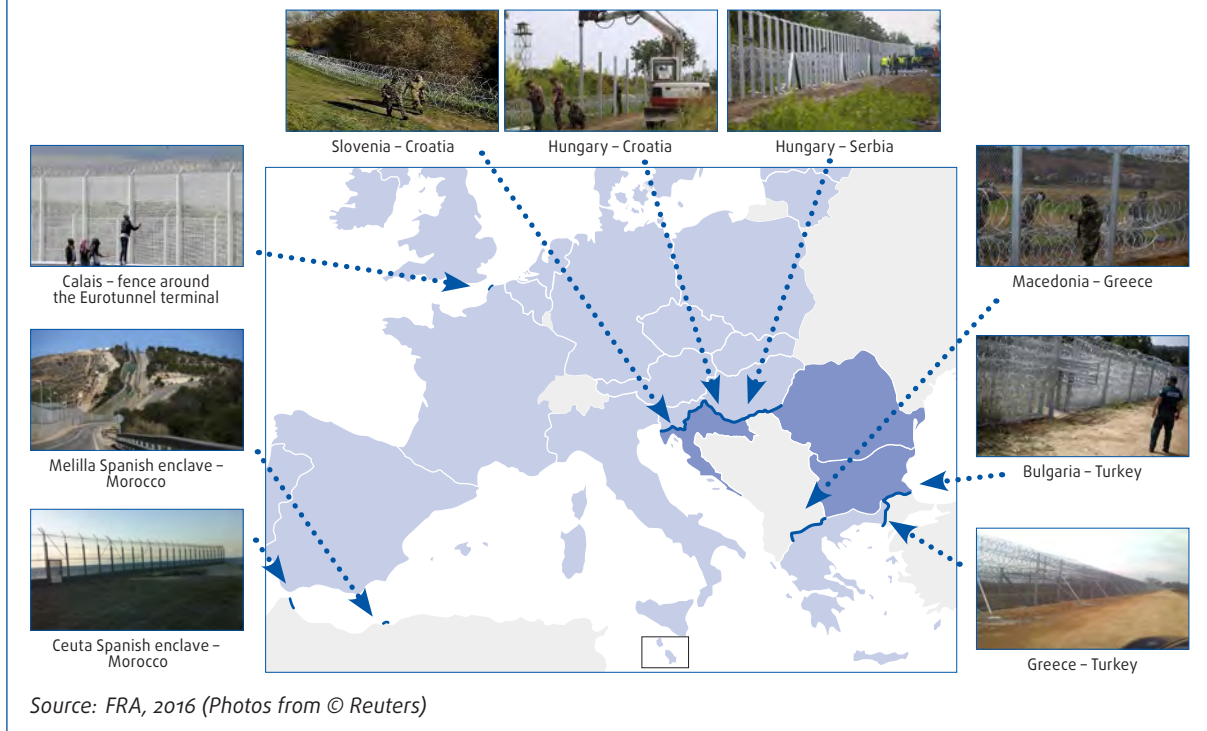 Slovenia – Croatia
Hungary – Croatia
Hungary – Serbia
Calais – fence around
the Eurotunnel terminal
Macedonia – Greece
Melilla Spanish enclave –
Morocco
Bulgaria – Turkey
Ceuta Spanish enclave –
Morocco
Greece – Turkey
Source: FRA, 2016 (Photos from © Reuters)